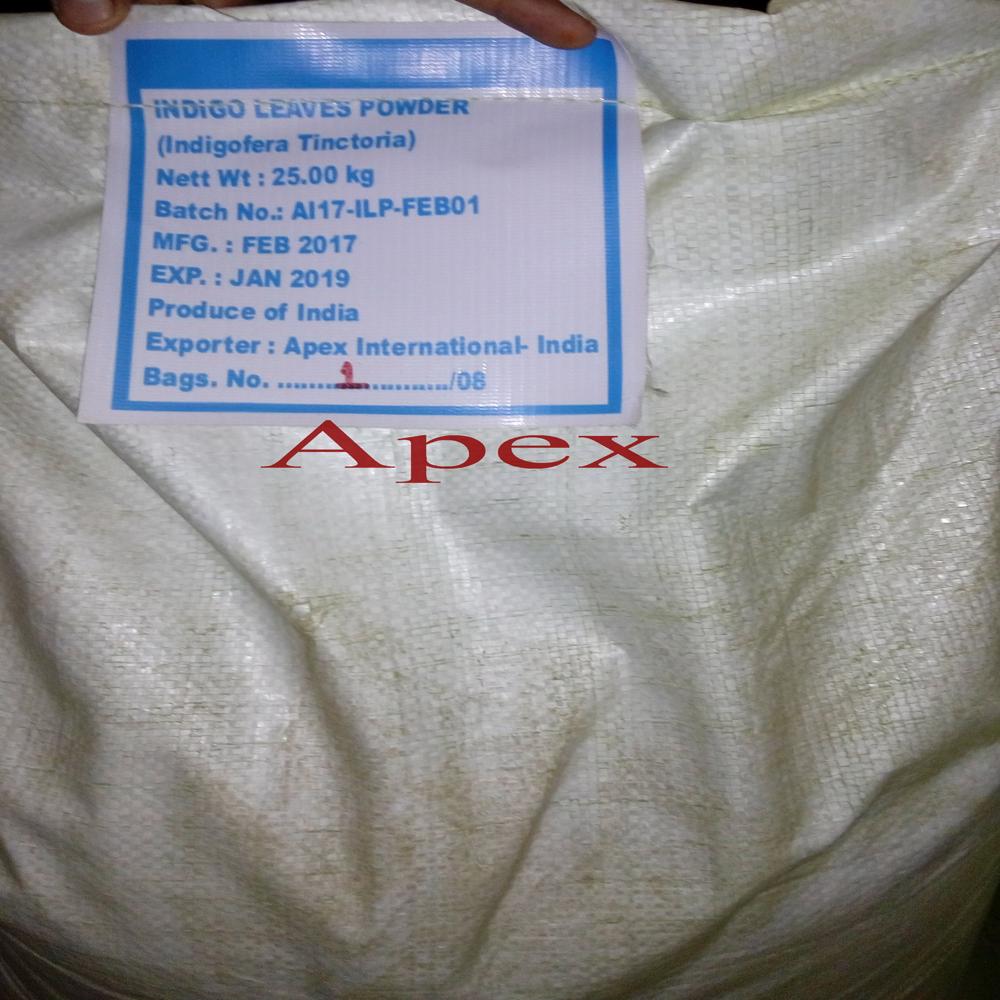 INDIGO LEAVES POWDER
(Indigofera Tinctoria)
Nett Wt : 25.00 kg
Batch No.: AI17-ILP-FEB01
MFG. : FEB 2017
EXP. : JAN 2019
Produce of India
Exporter : Apex International- India
Bags. No. .........1.........../08
Apex